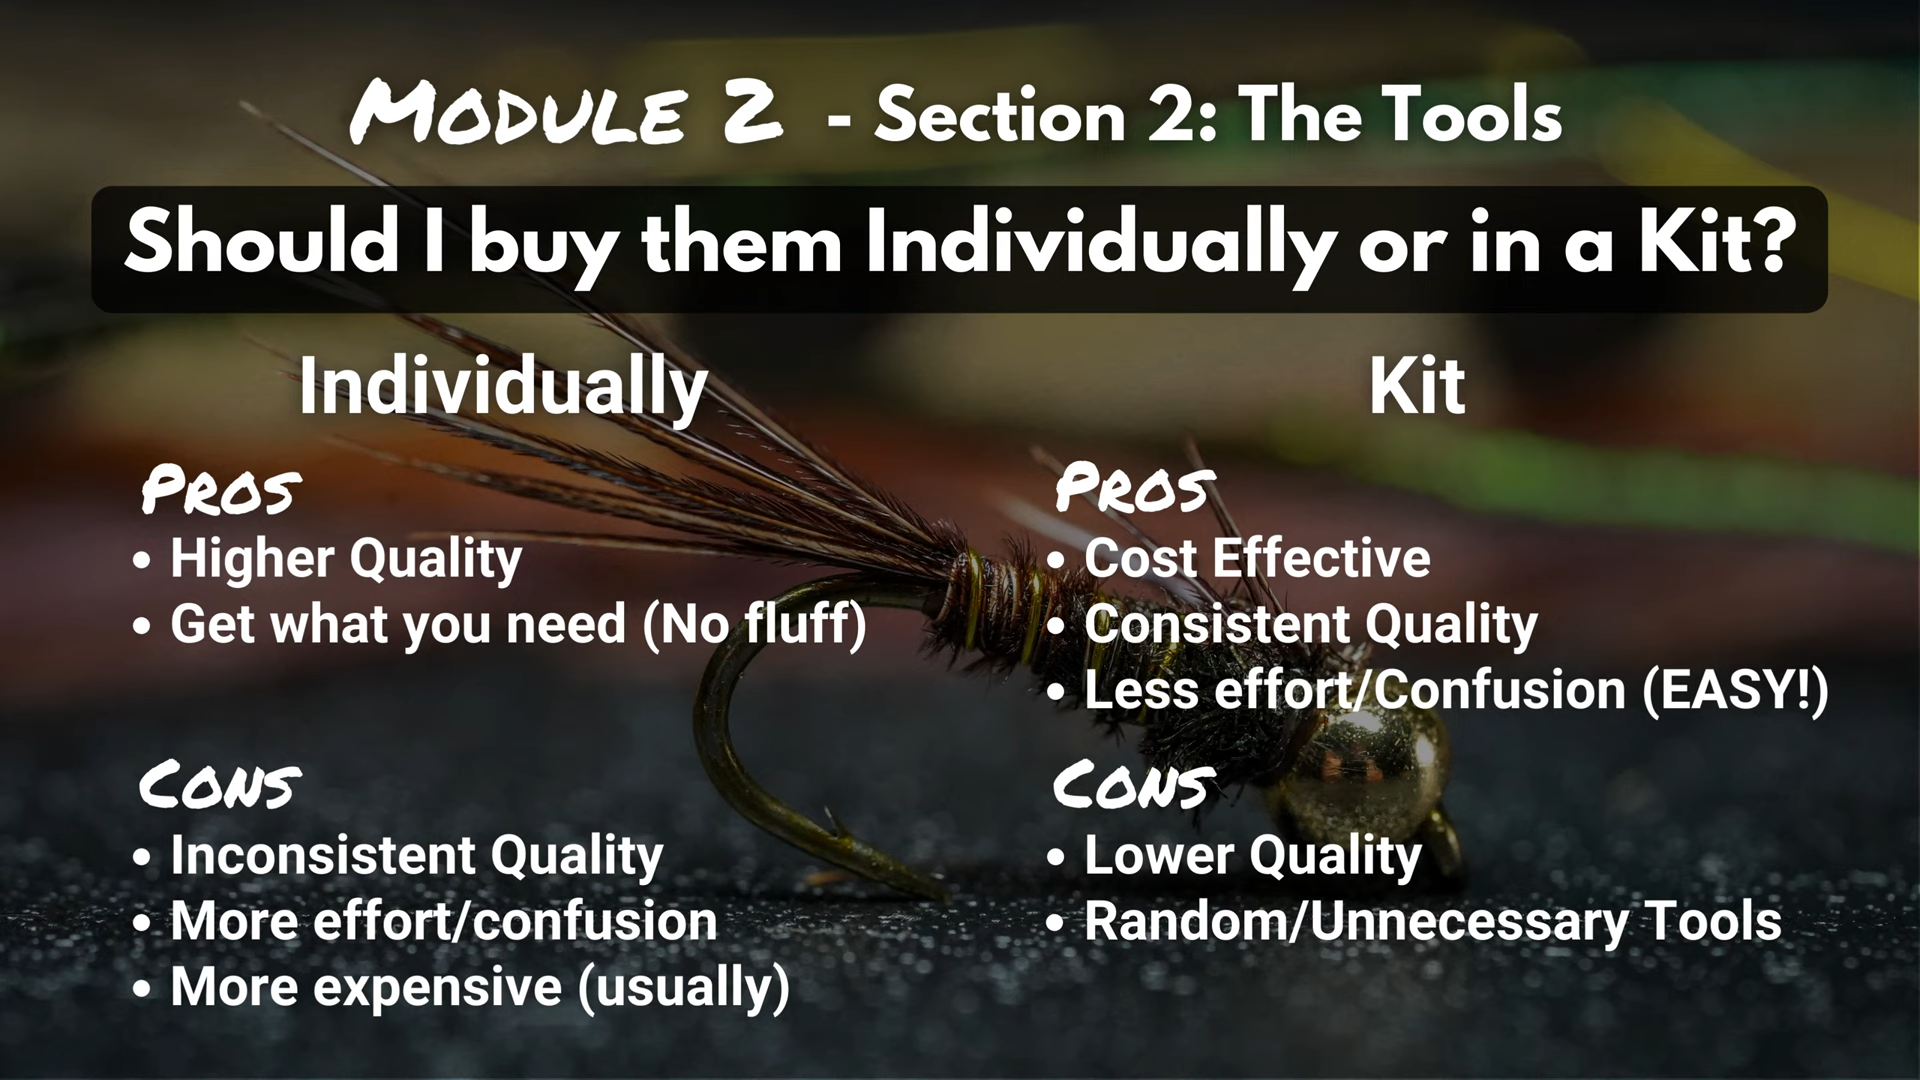 Module 2 - Section 2: The Tools
Should I buy them Individually or in a Kit?
Individually
Pros
• Higher Quality
• Get what you need (No fluff)
Cons
• Inconsistent Quality
• More effort/confusion
• More expensive (usually)
Kit
Pros
• Cost Effective
• Consistent Quality
• Less effort/Confusion (EASY!)
Cons
• Lower Quality
• Random/Unnecessary Tools